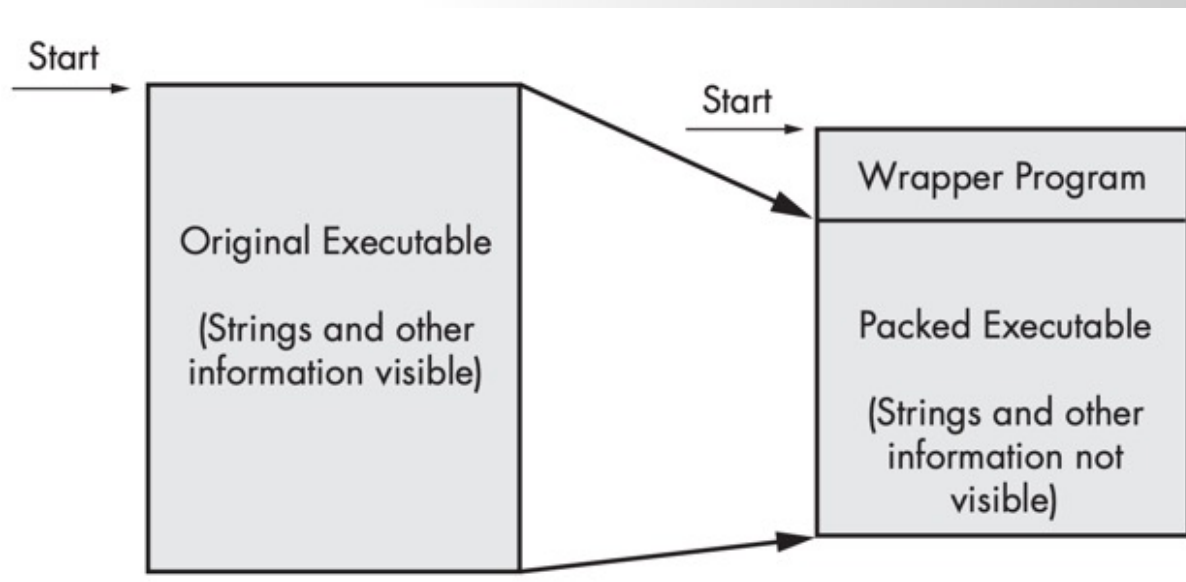 Start
Original Executable
(Strings and other
information visible)
Start
Wrapper Program
Packed Executable
(Strings and other
information not
visible)